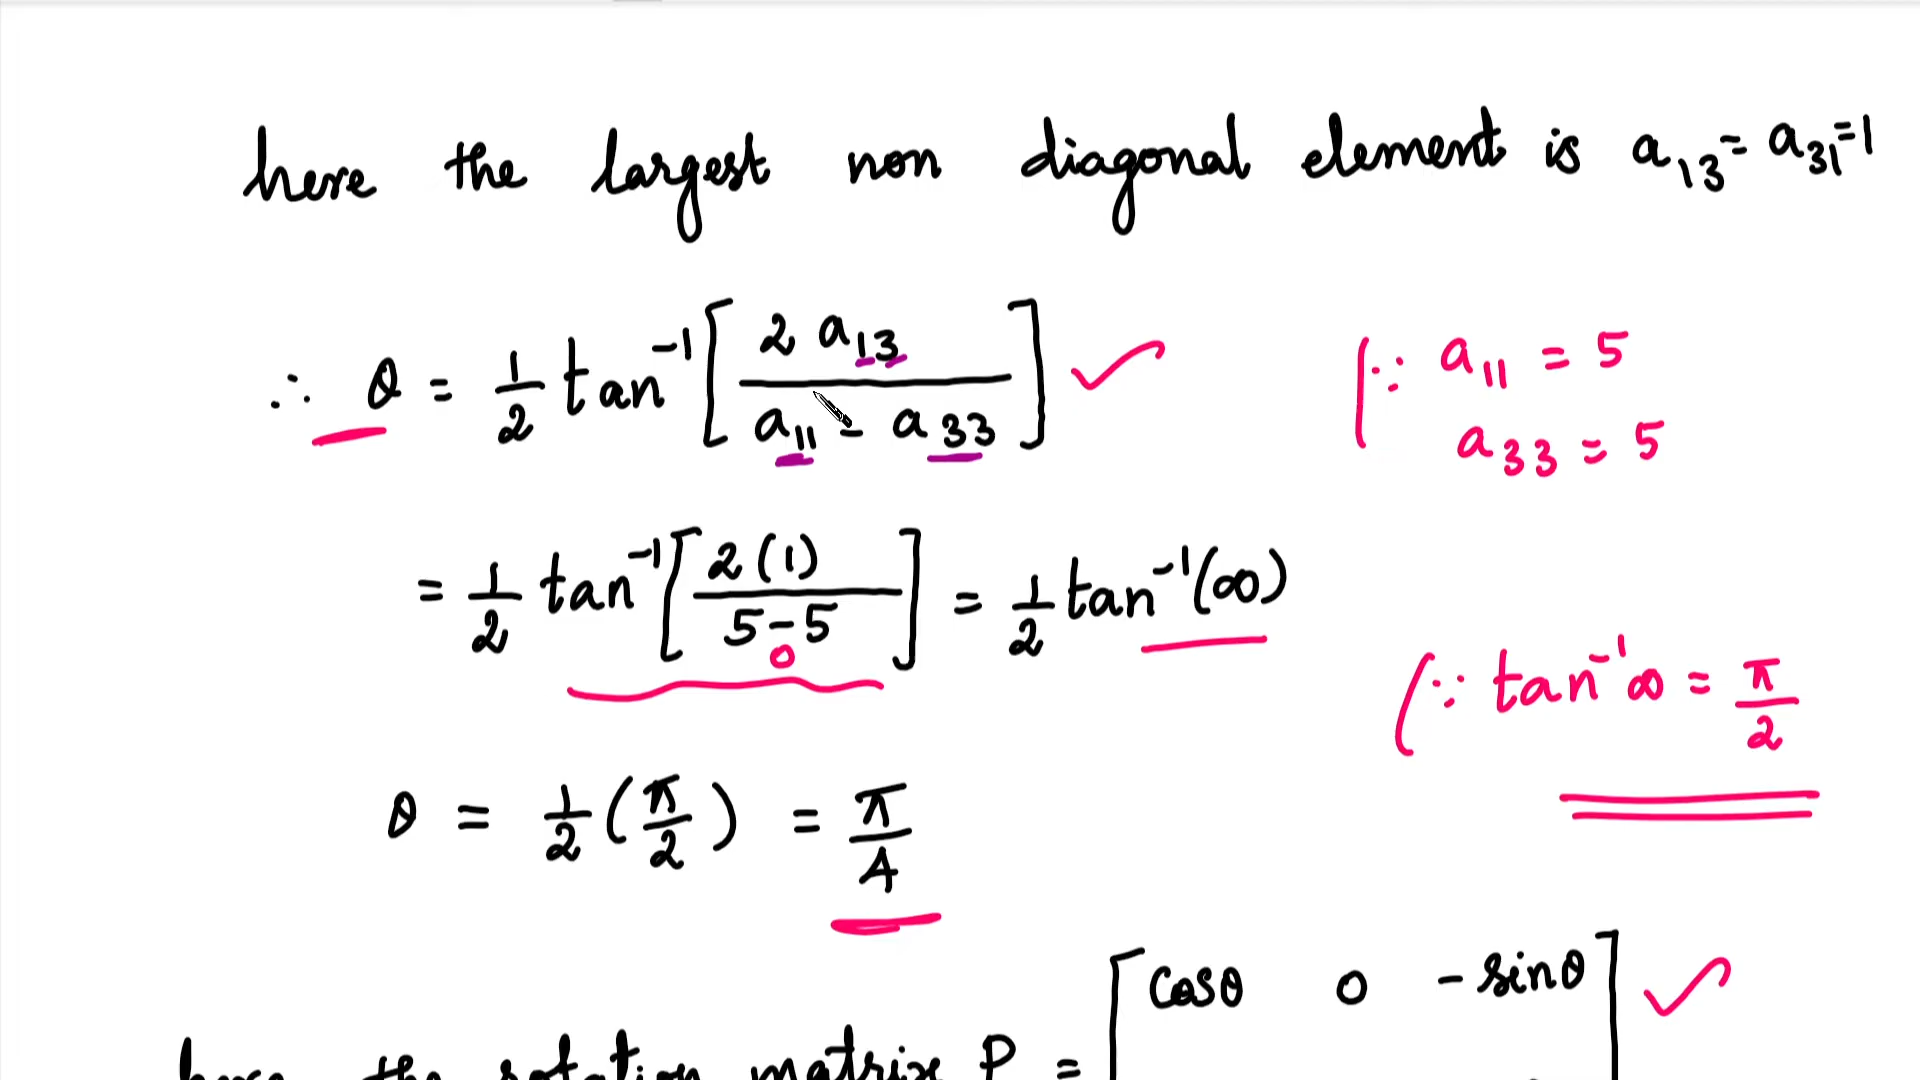 here the largest non diagonal element is a₁₃ = a₃₁ = 1
∴ θ = 1/2 tan⁻¹ [ 2 a₁₃ / a₁₁ - a₃₃ ] ✓ (∵ a₁₁ = 5
a₃₃ = 5
= 1/2 tan⁻¹ [ 2(1) / 5-5 ] = 1/2 tan⁻¹(∞)
0
(∵ tan⁻¹∞ = π/2
θ = 1/2 (π/2) = π/4
[ cosθ 0 -sinθ ] ✓
the rotation matrix P =